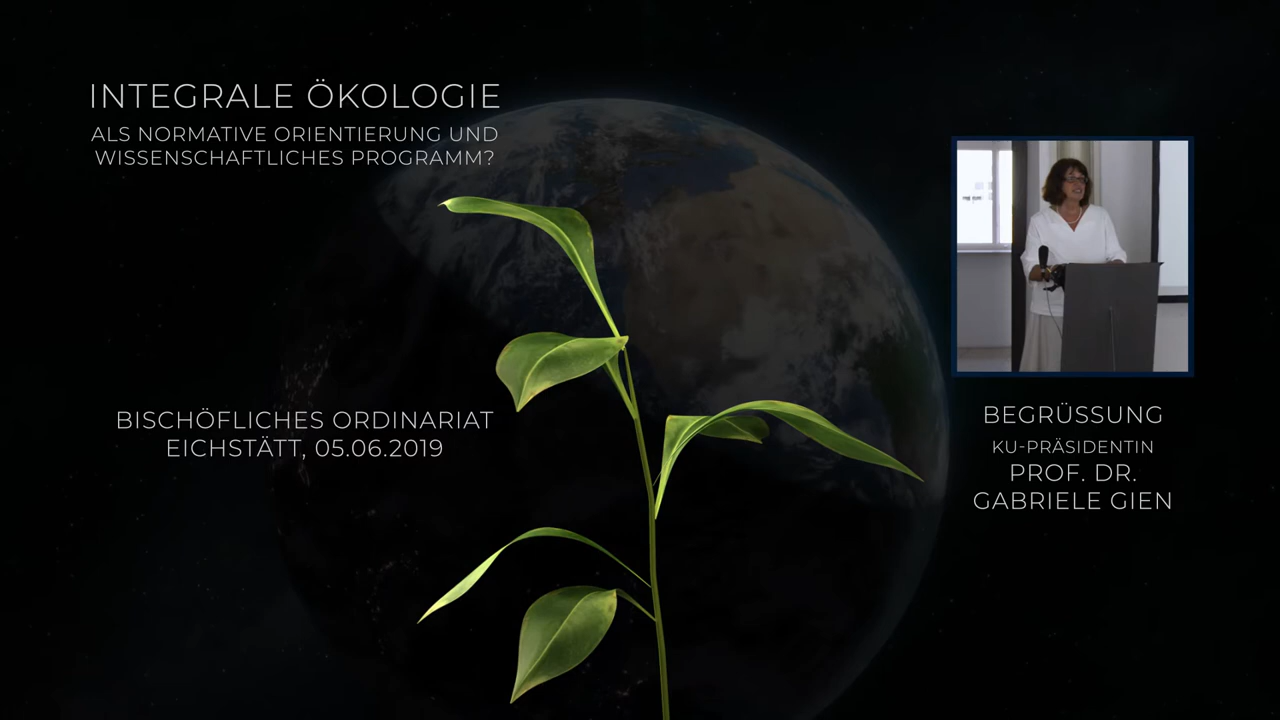 INTEGRALE ÖKOLOGIE
ALS NORMATIVE ORIENTIERUNG UND
WISSENSCHAFTLICHES PROGRAMM?
BISCHÖFLICHES ORDINARIAT
EICHSTÄTT, 05.06.2019
BEGRÜSSUNG
KU-PRÄSIDENTIN
PROF. DR.
GABRIELE GIEN